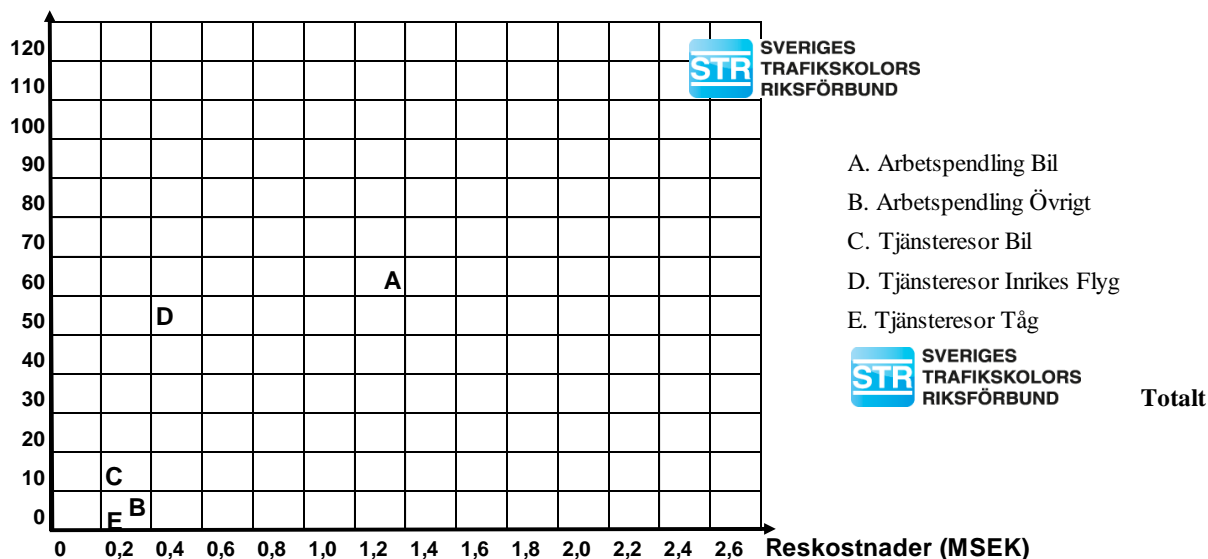 120
110
100
90
80
70
60
50
40
30
20
10
0
A
D
C
B
E
0 0,2 0,4 0,6 0,8 1,0 1,2 1,4 1,6 1,8 2,0 2,2 2,4 2,6 Reskostnader (MSEK)
STR SVERIGES
TRAFIKSKOLORS
RIKSFÖRBUND
A. Arbetspendling Bil
B. Arbetspendling Övrigt
C. Tjänsteresor Bil
D. Tjänsteresor Inrikes Flyg
E. Tjänsteresor Tåg
STR SVERIGES
TRAFIKSKOLORS
RIKSFÖRBUND
Totalt